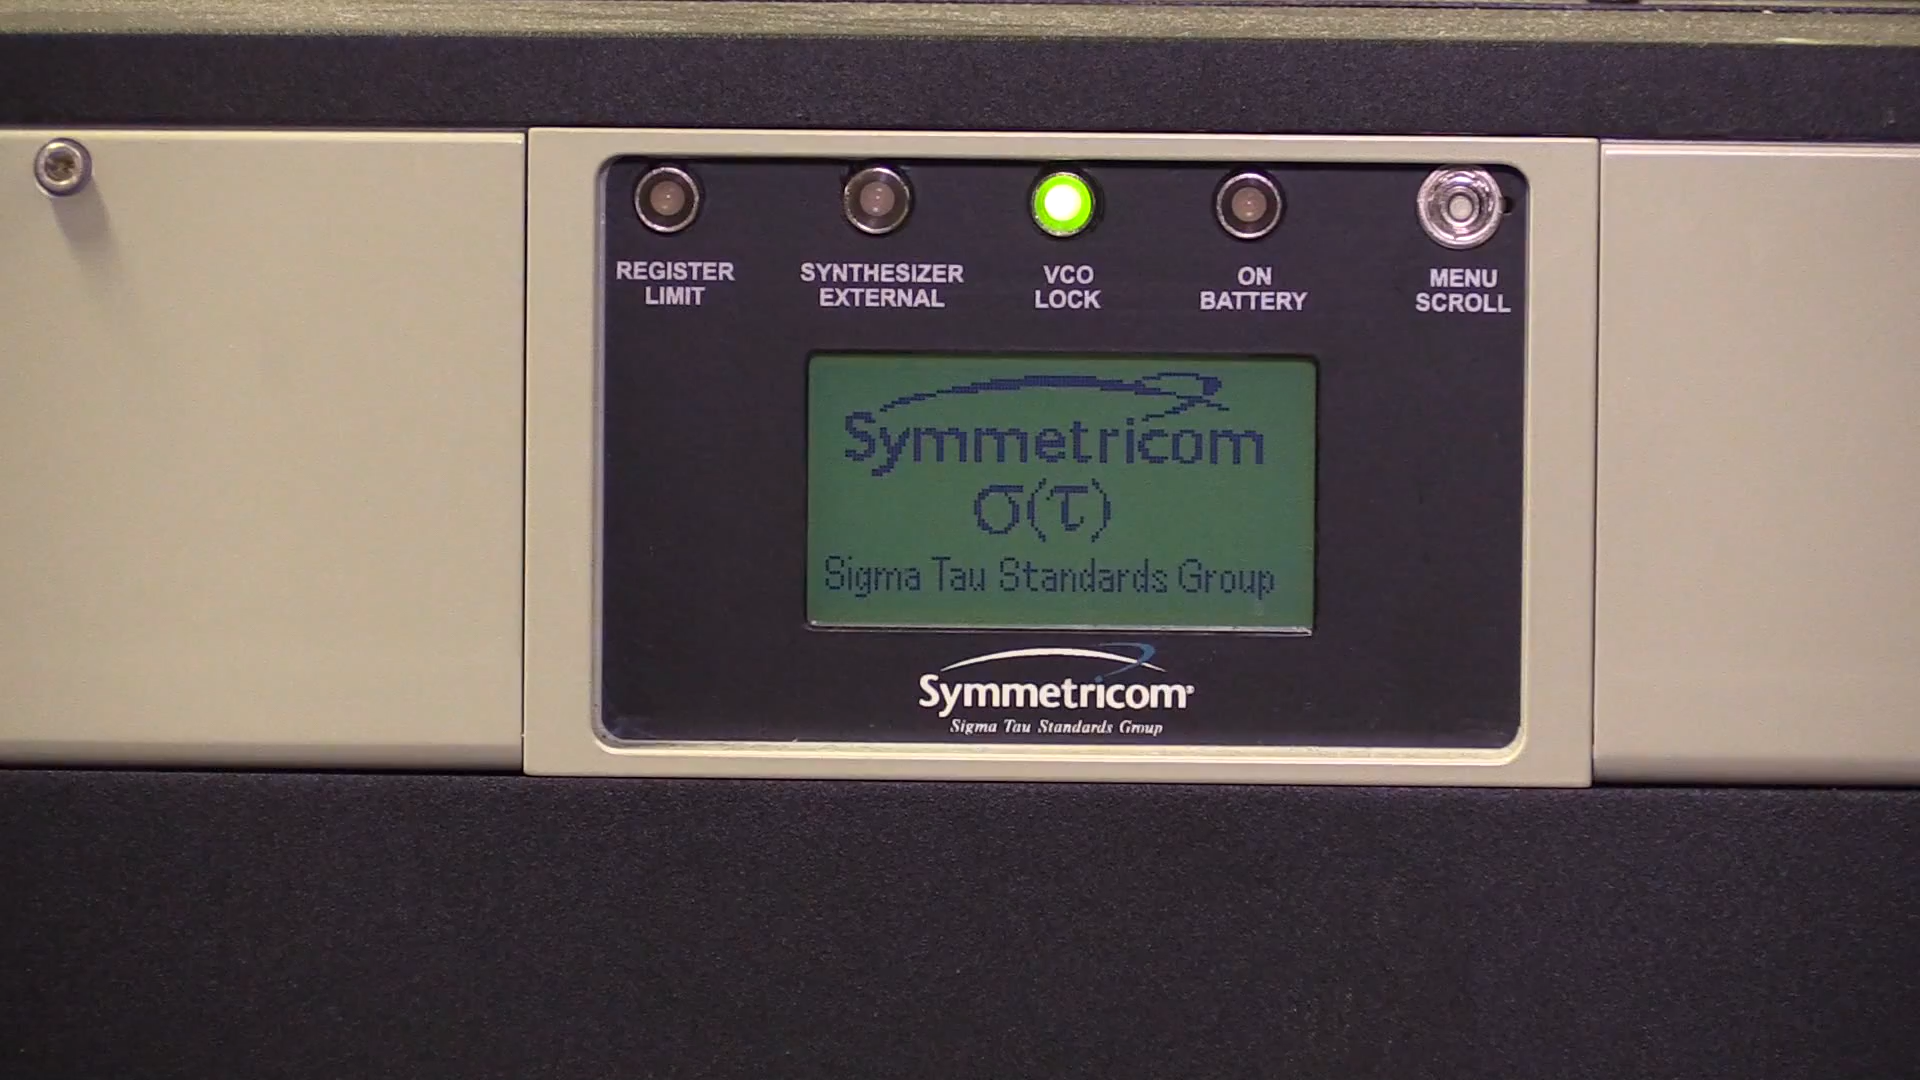 REGISTER
LIMIT
SYNTHESIZER
EXTERNAL
VCO
LOCK
ON
BATTERY
MENU
SCROLL
Symmetricom
σ(τ)
Sigma Tau Standards Group
Symmetricom®
Sigma Tau Standards Group